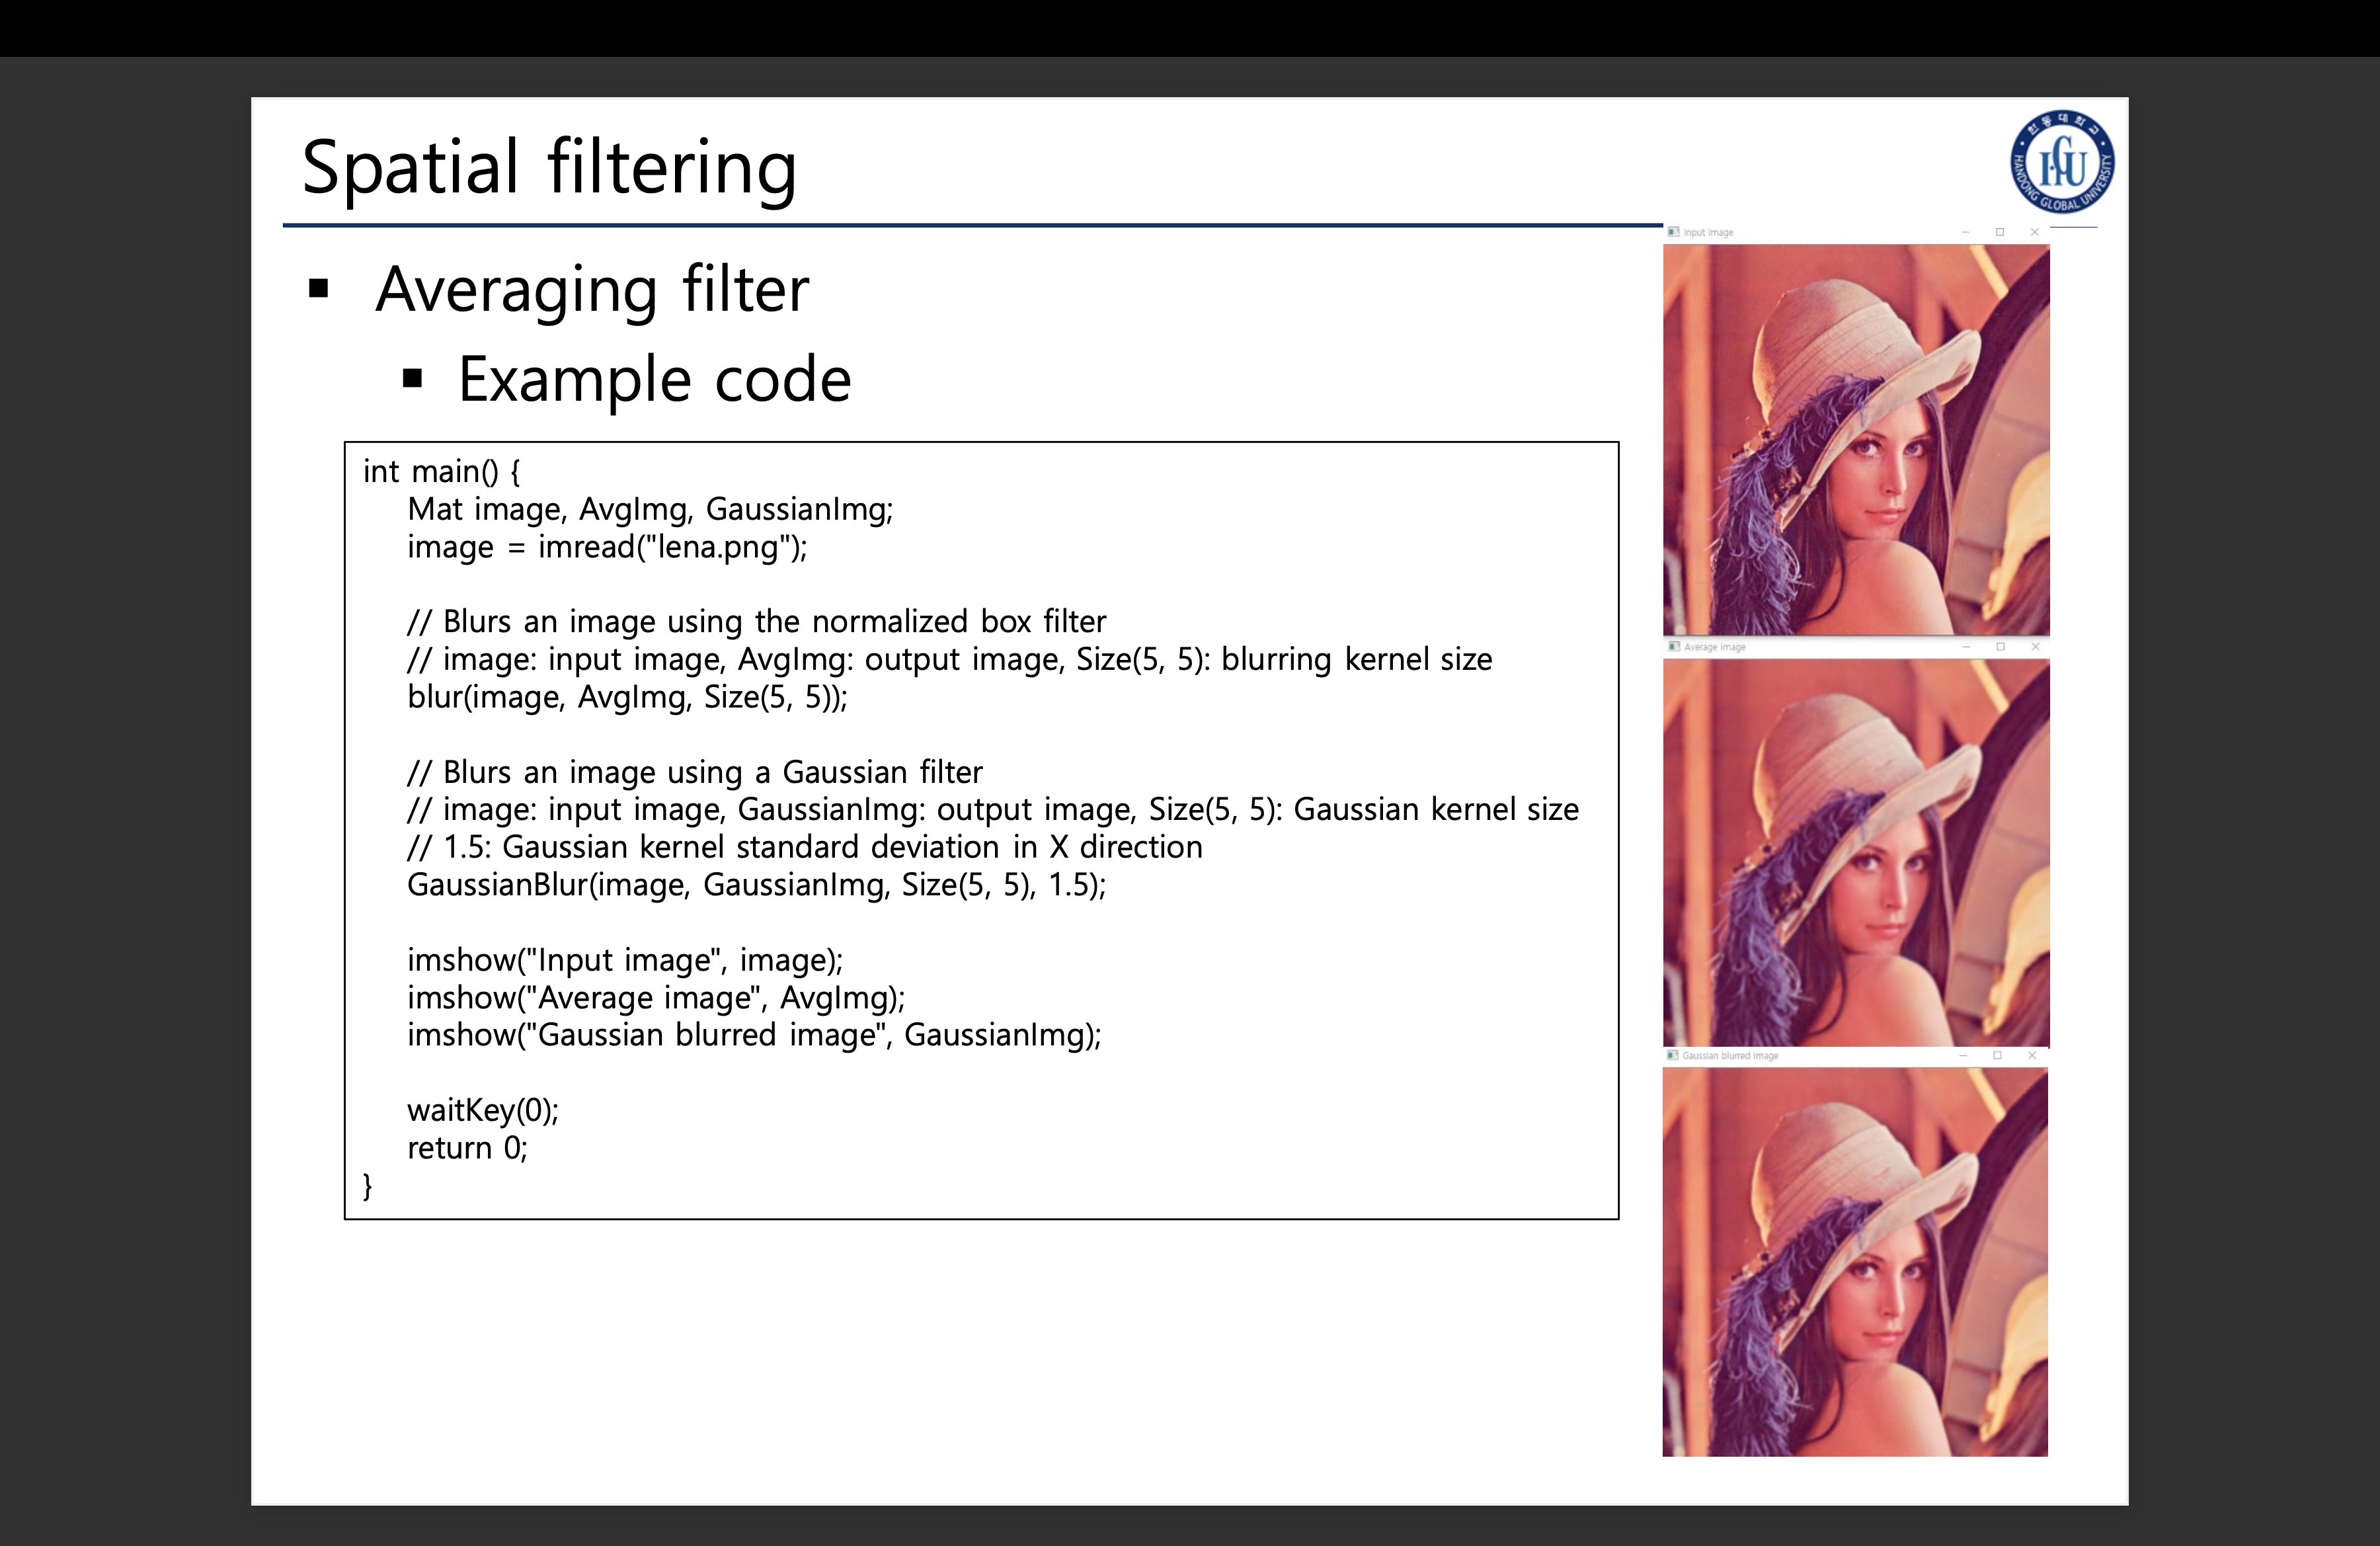 Spatial filtering
한동대학교
HANDONG GLOBAL UNIVERSITY
HGU
▪ Averaging filter
▪ Example code
int main() {
Mat image, AvgImg, GaussianImg;
image = imread("lena.png");
// Blurs an image using the normalized box filter
// image: input image, AvgImg: output image, Size(5, 5): blurring kernel size
blur(image, AvgImg, Size(5, 5));
// Blurs an image using a Gaussian filter
// image: input image, GaussianImg: output image, Size(5, 5): Gaussian kernel size
// 1.5: Gaussian kernel standard deviation in X direction
GaussianBlur(image, GaussianImg, Size(5, 5), 1.5);
imshow("Input image", image);
imshow("Average image", AvgImg);
imshow("Gaussian blurred image", GaussianImg);
waitKey(0);
return 0;
}
Input image
Average image
Gaussian blurred image